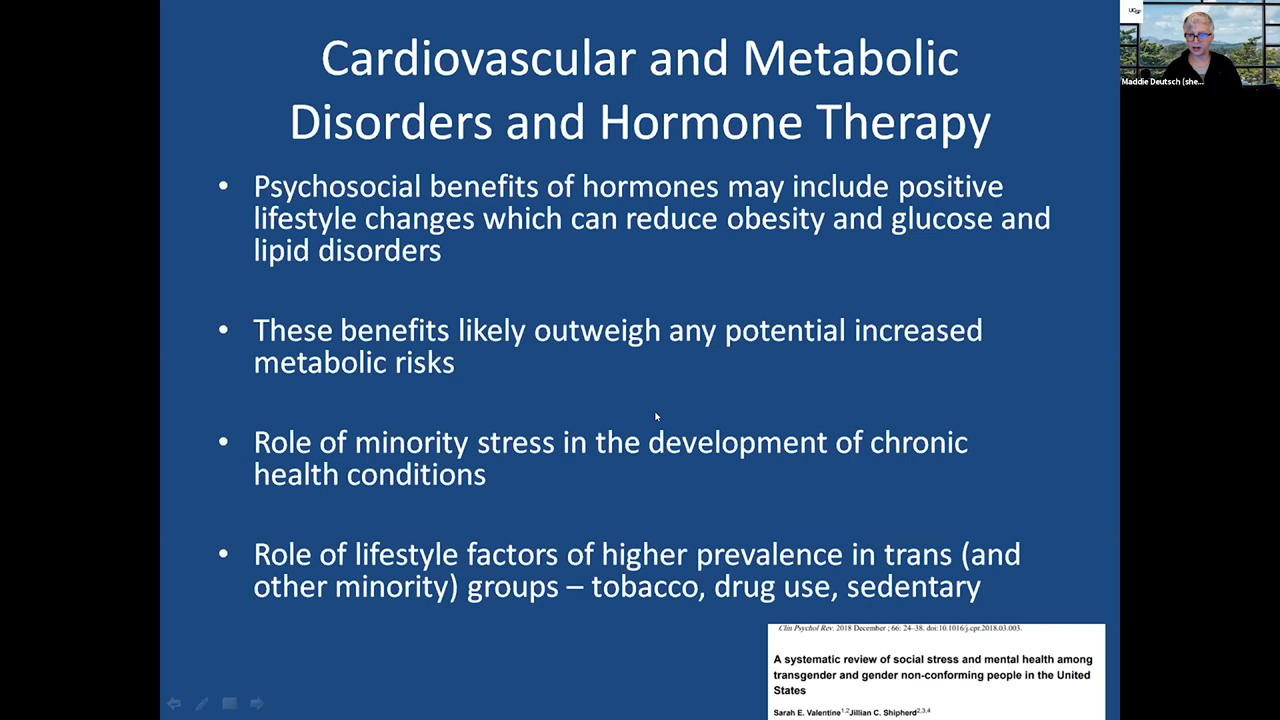 Cardiovascular and Metabolic
Disorders and Hormone Therapy
• Psychosocial benefits of hormones may include positive
lifestyle changes which can reduce obesity and glucose and
lipid disorders
• These benefits likely outweigh any potential increased
metabolic risks
• Role of minority stress in the development of chronic
health conditions
• Role of lifestyle factors of higher prevalence in trans (and
other minority) groups – tobacco, drug use, sedentary
Clin Psychol Rev. 2018 December ; 66: 24–38. doi:10.1016/j.cpr.2018.03.003.
A systematic review of social stress and mental health among
transgender and gender non-conforming people in the United
States
Sarah E. Valentine1,2 Jillian C. Shipherd2,3,4
Maddie Deutsch (she...